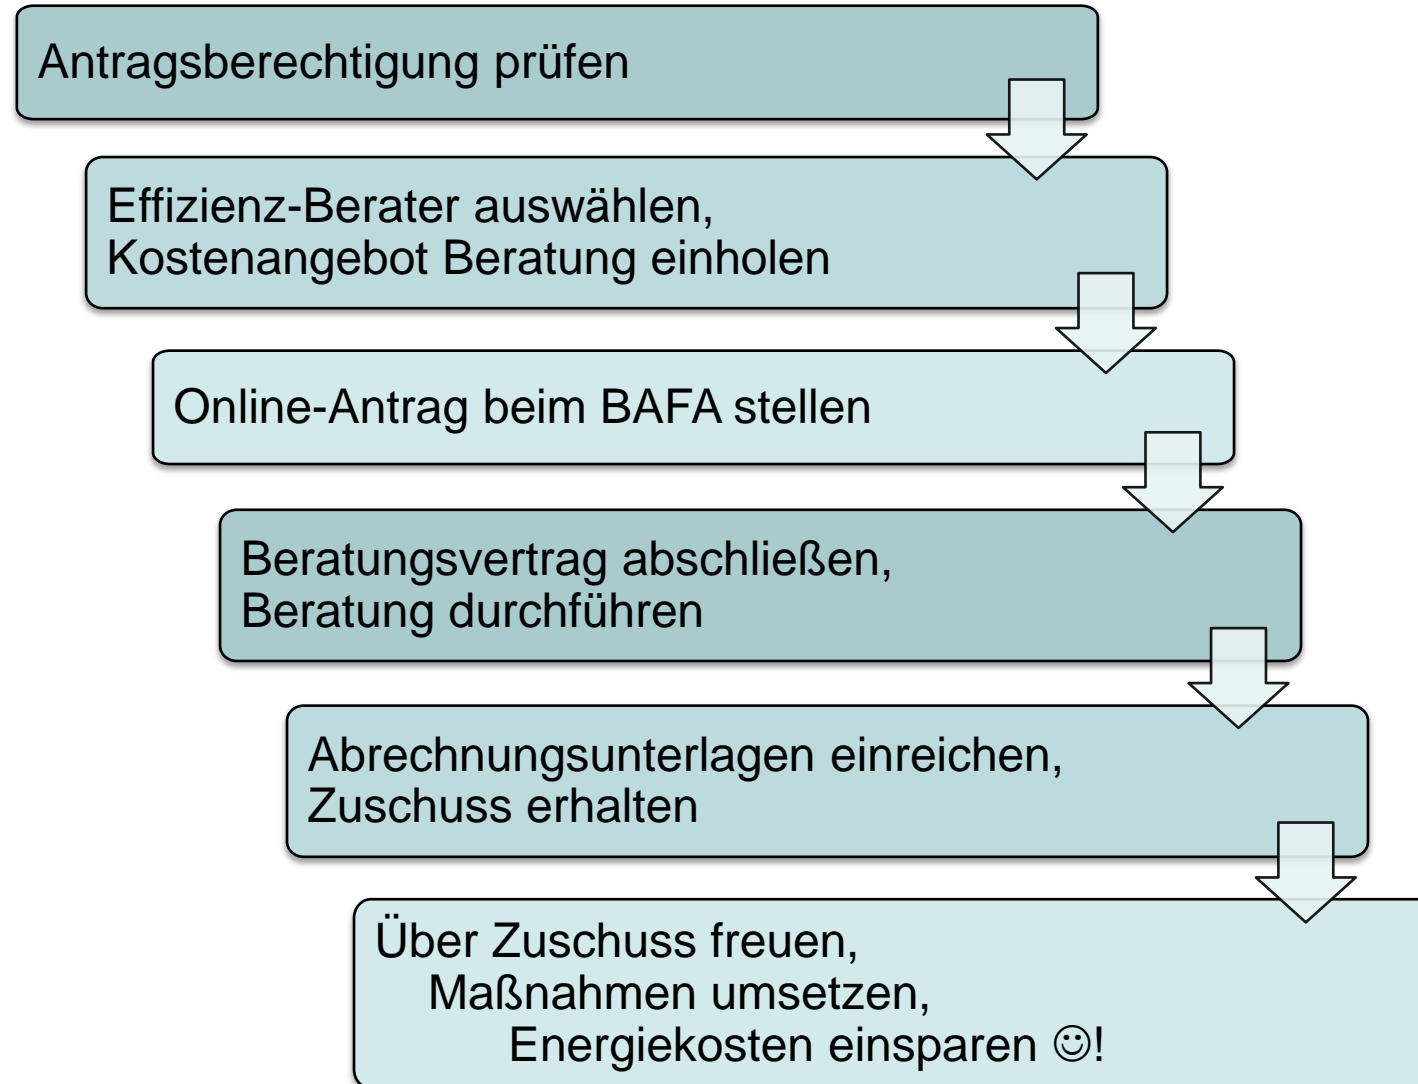 Antragsberechtigung prüfen
Effizienz-Berater auswählen,
Kostenangebot Beratung einholen
Online-Antrag beim BAFA stellen
Beratungsvertrag abschließen,
Beratung durchführen
Abrechnungsunterlagen einreichen,
Zuschuss erhalten
Über Zuschuss freuen,
Maßnahmen umsetzen,
Energiekosten einsparen ☺!